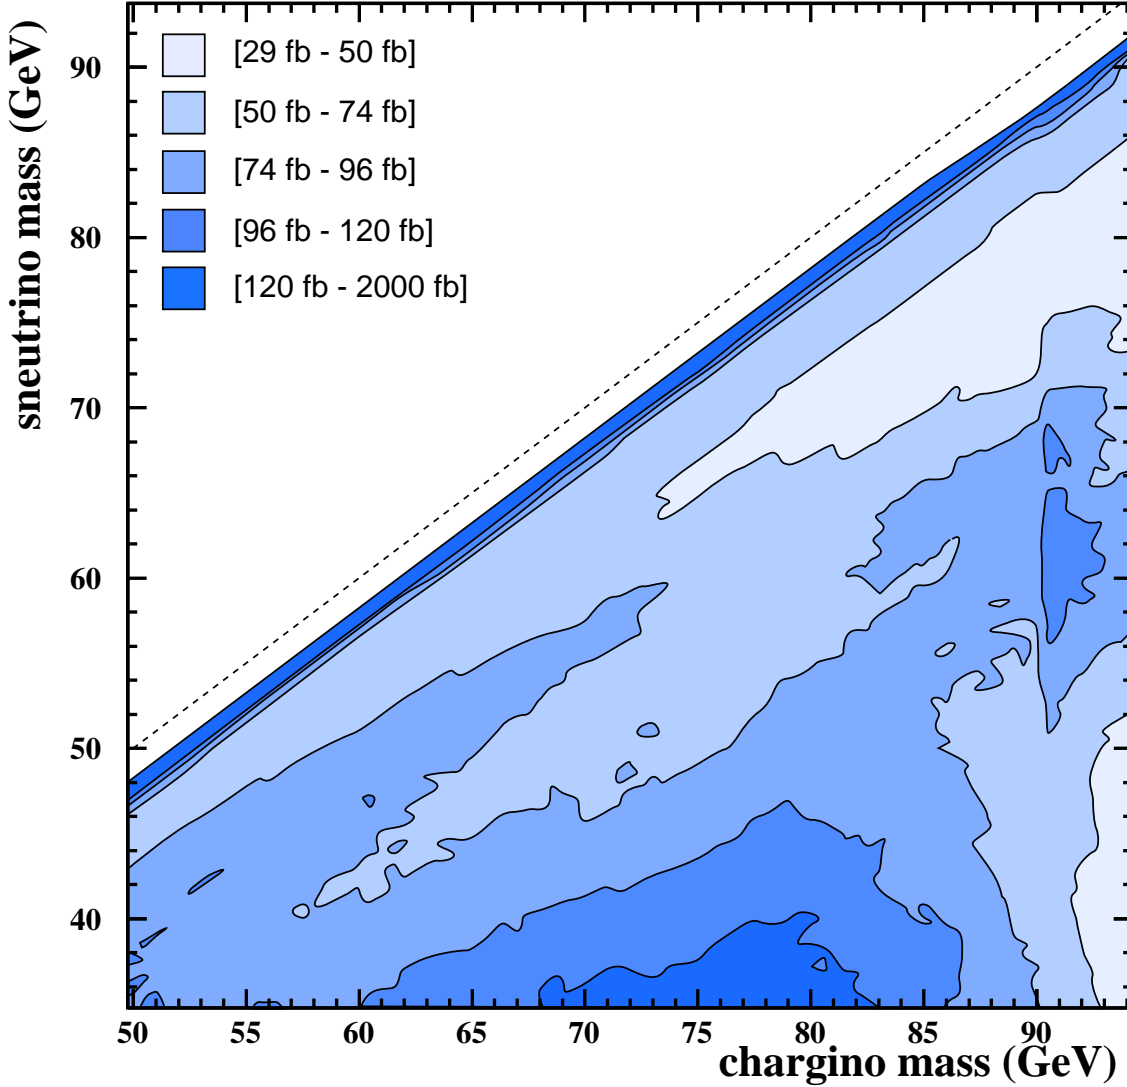 sneutrino mass (GeV)
[29 fb - 50 fb]
[50 fb - 74 fb]
[74 fb - 96 fb]
[96 fb - 120 fb]
[120 fb - 2000 fb]
90
80
70
60
50
40
50 55 60 65 70 75 80 85 90
chargino mass (GeV)